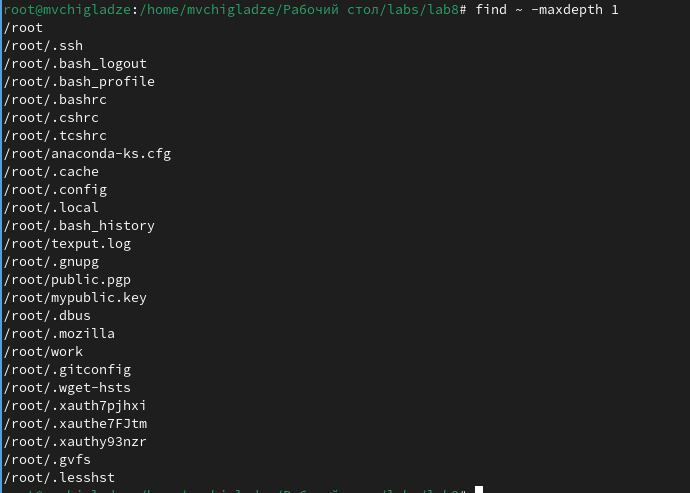 root@mvchigladze:/home/mvchigladze/Рабочий стол/labs/lab8# find ~ -maxdepth 1
/root
/root/.ssh
/root/.bash_logout
/root/.bash_profile
/root/.bashrc
/root/.cshrc
/root/.tcshrc
/root/anaconda-ks.cfg
/root/.cache
/root/.config
/root/.local
/root/.bash_history
/root/texput.log
/root/.gnupg
/root/public.pgp
/root/mypublic.key
/root/.dbus
/root/.mozilla
/root/work
/root/.gitconfig
/root/.wget-hsts
/root/.xauth7pjhxi
/root/.xauthe7FJtm
/root/.xauthy93nzr
/root/.gvfs
/root/.lesshst